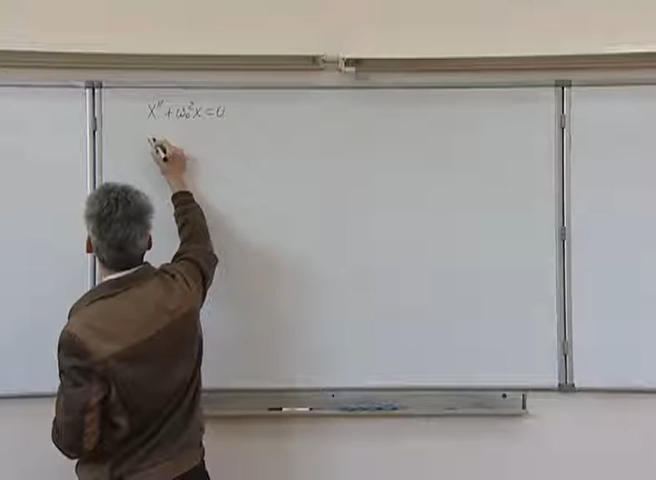 x'' + ω₀²x = 0